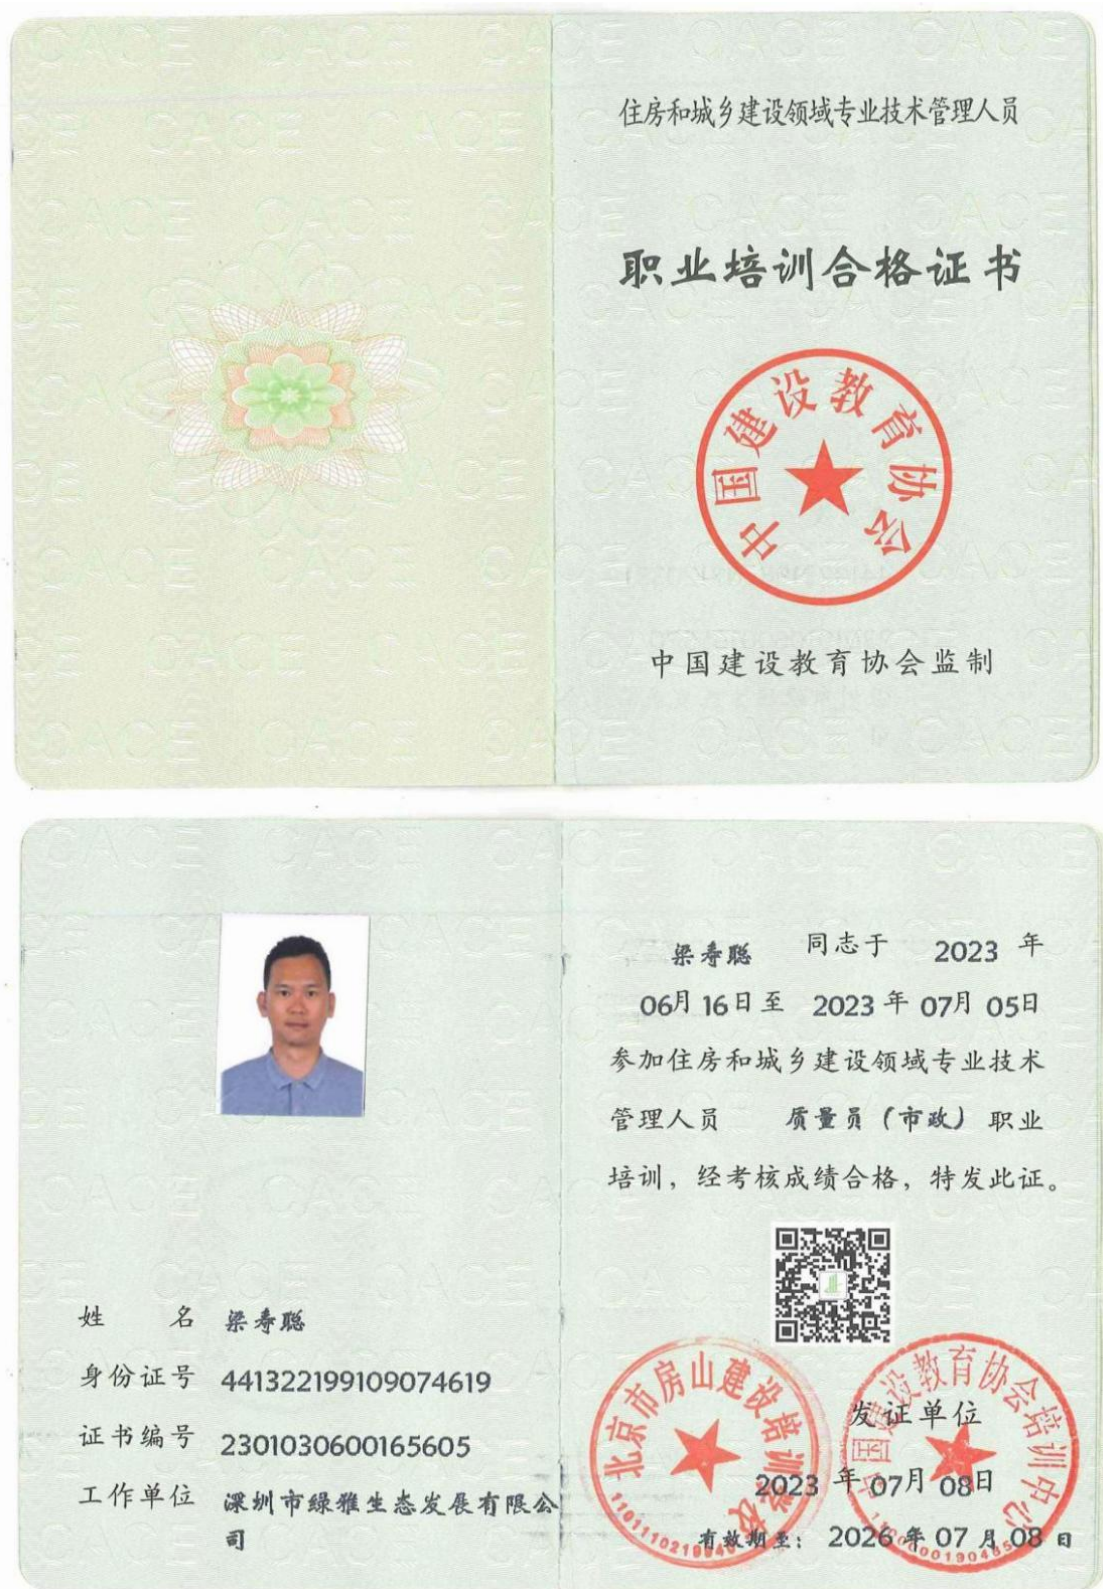 住房和城乡建设领域专业技术管理人员
职业培训合格证书
中国建设教育协会
中国建设教育协会监制
姓 名 梁寿聪
身份证号 441322199109074619
证书编号 2301030600165605
工作单位 深圳市绿雅生态发展有限公
司
梁寿聪 同志于 2023 年
06月 16日至 2023 年 07月 05日
参加住房和城乡建设领域专业技术
管理人员 质量员（市政）职业
培训，经考核成绩合格，特发此证。
北京市房山建设培训学校
中国建设教育协会培训中心
发证单位
2023 年 07月 08日
有效期至： 2026 年 07 月 08 日
CACE